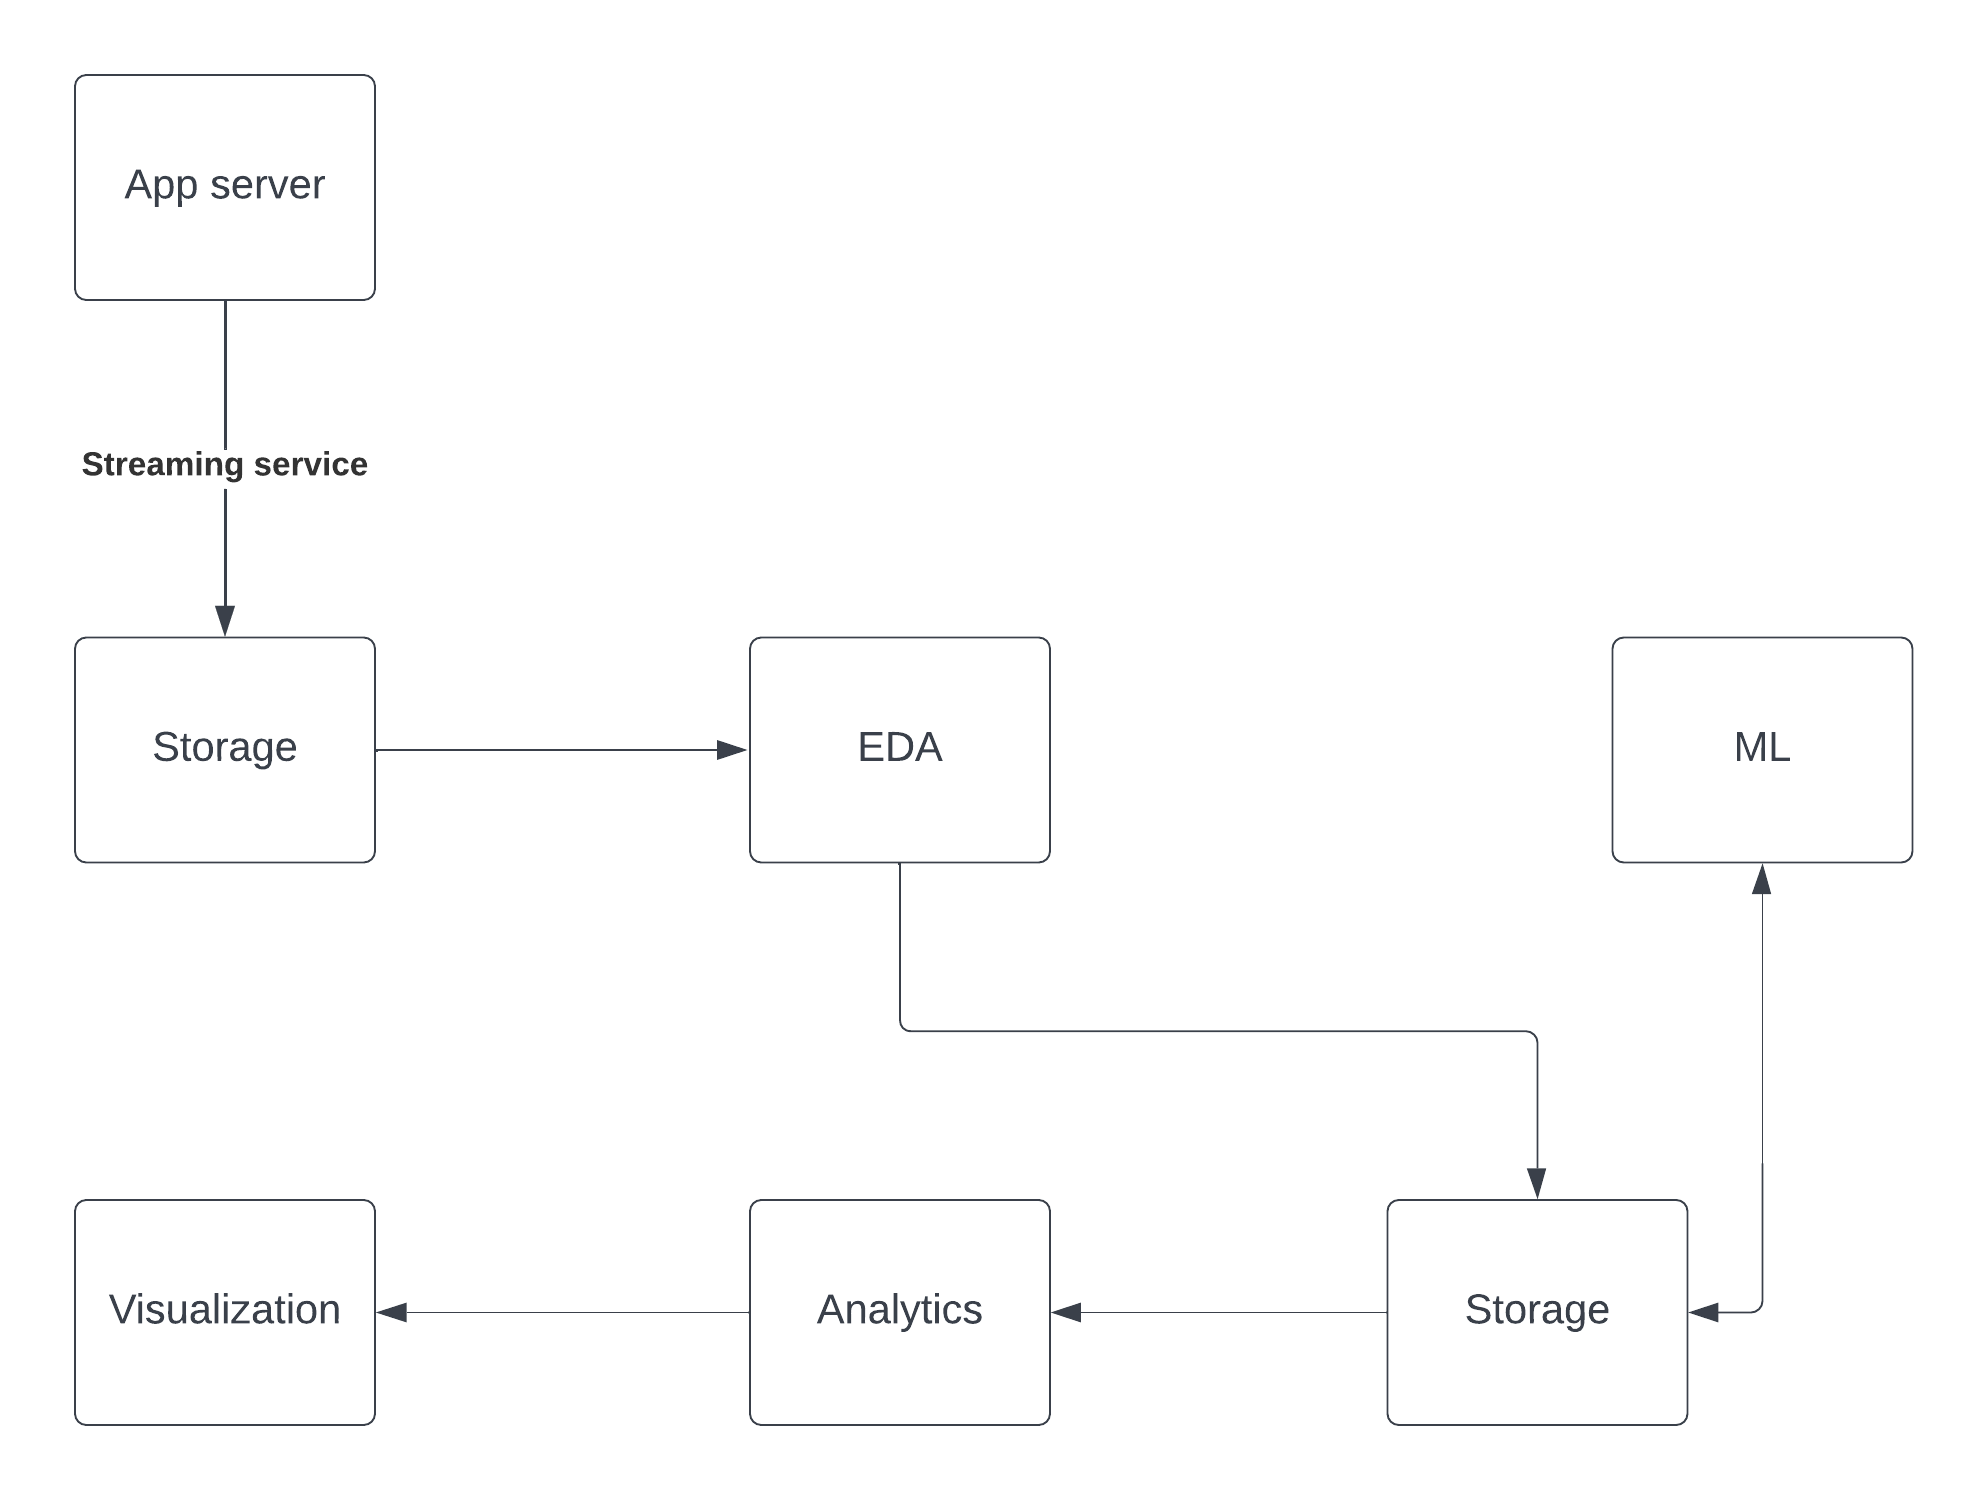 App server
Streaming service
Storage
EDA
ML
Visualization
Analytics
Storage